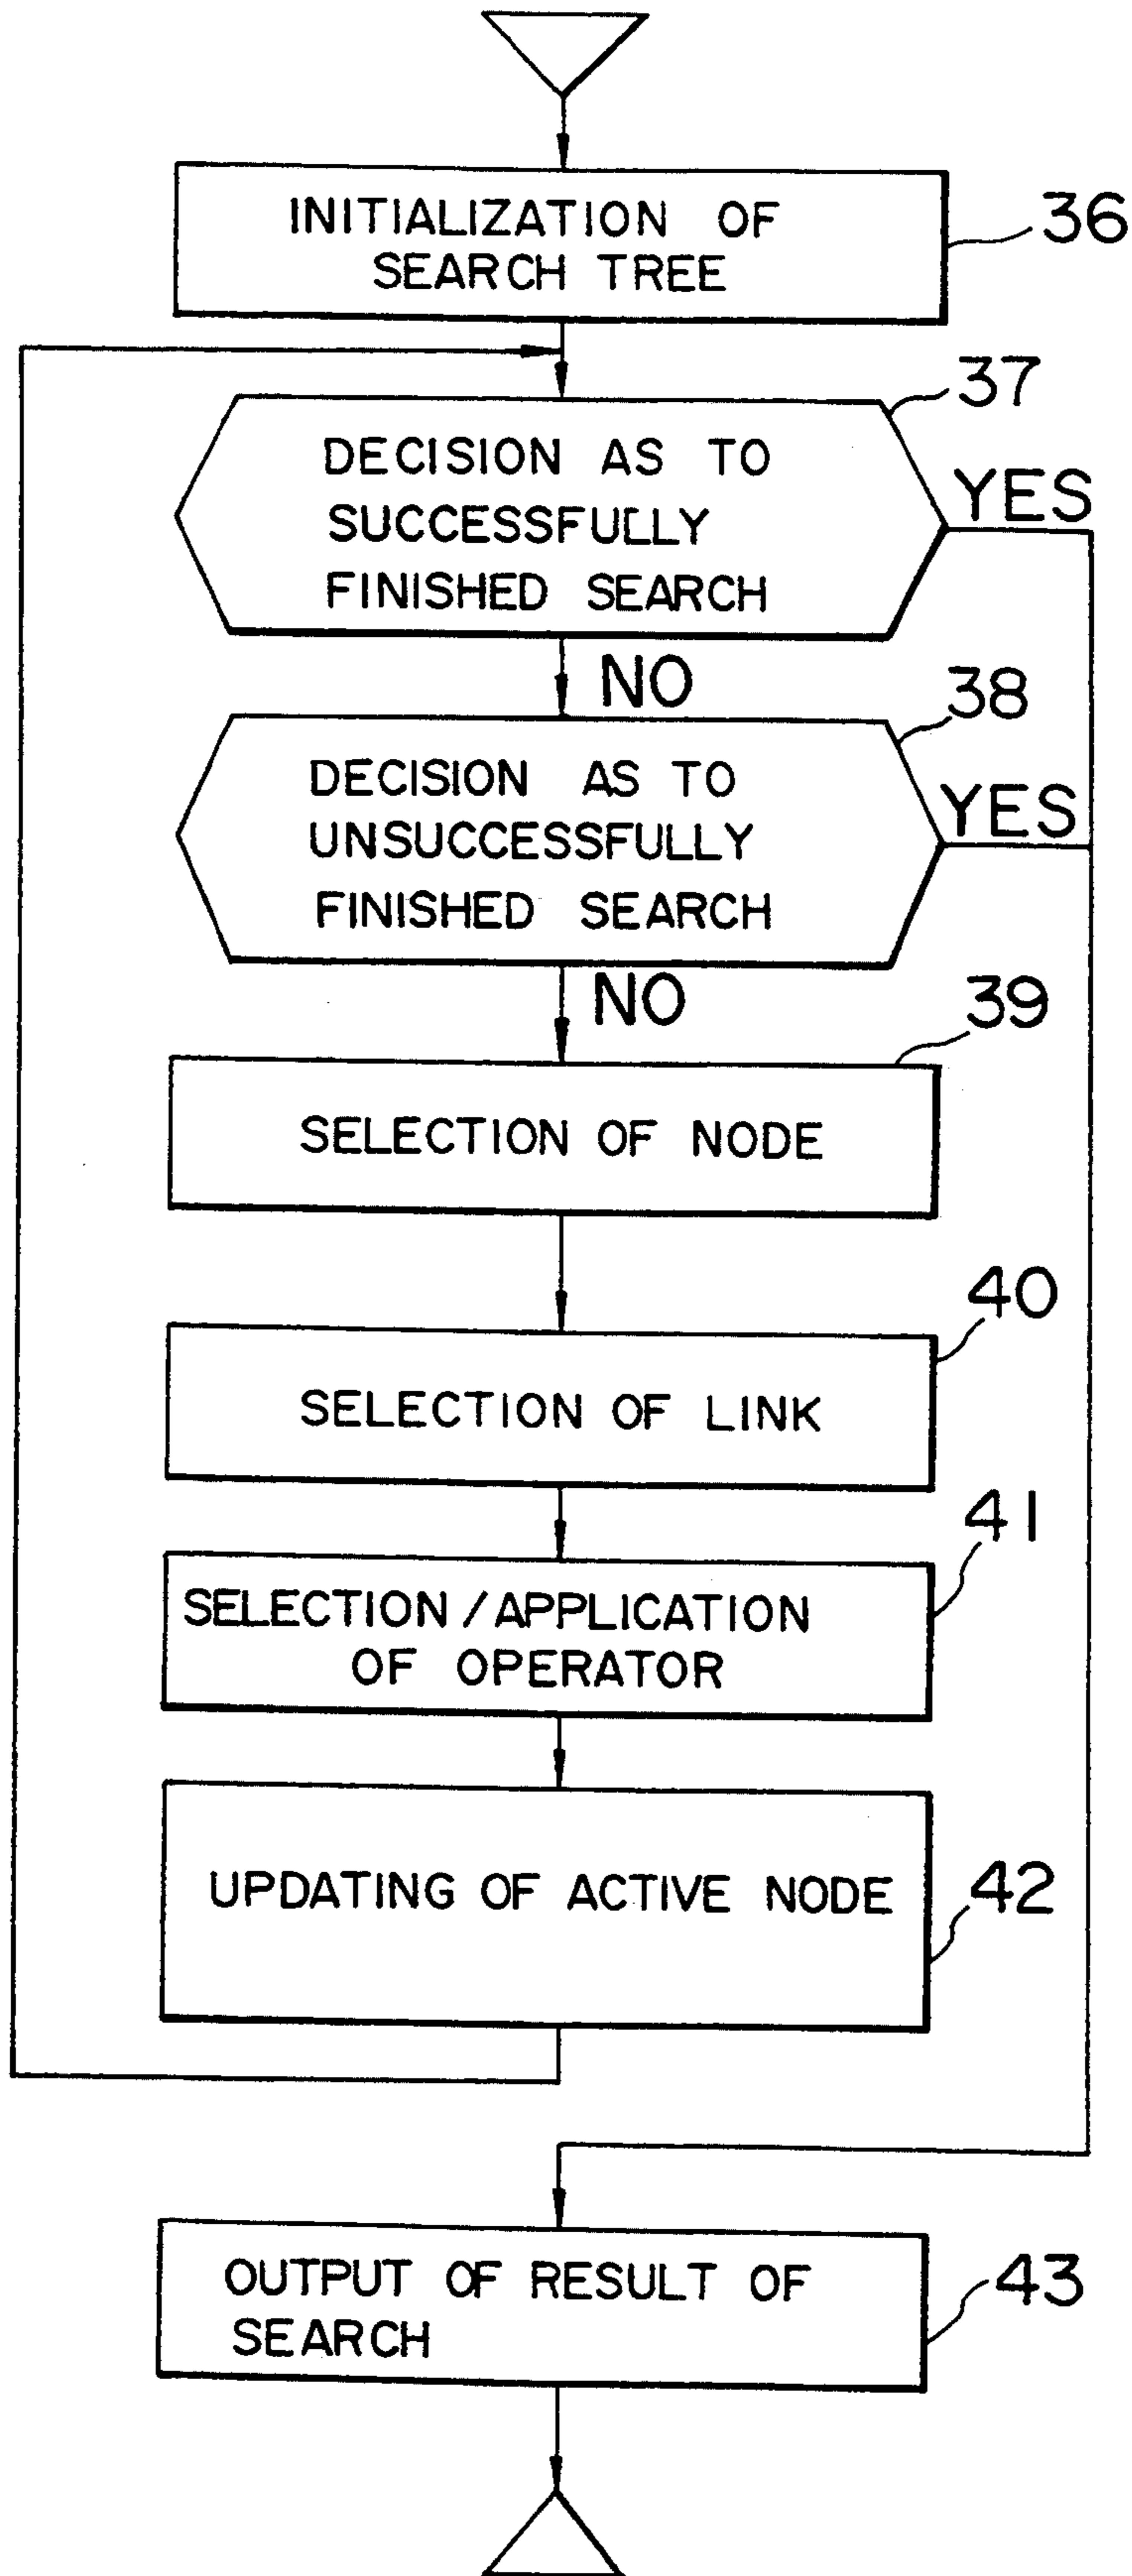 INITIALIZATION OF
SEARCH TREE
36
37
DECISION AS TO
SUCCESSFULLY
FINISHED SEARCH
YES
NO
38
DECISION AS TO
UNSUCCESSFULLY
FINISHED SEARCH
YES
NO
39
SELECTION OF NODE
40
SELECTION OF LINK
41
SELECTION/APPLICATION
OF OPERATOR
UPDATING OF ACTIVE NODE
42
OUTPUT OF RESULT OF
SEARCH
43